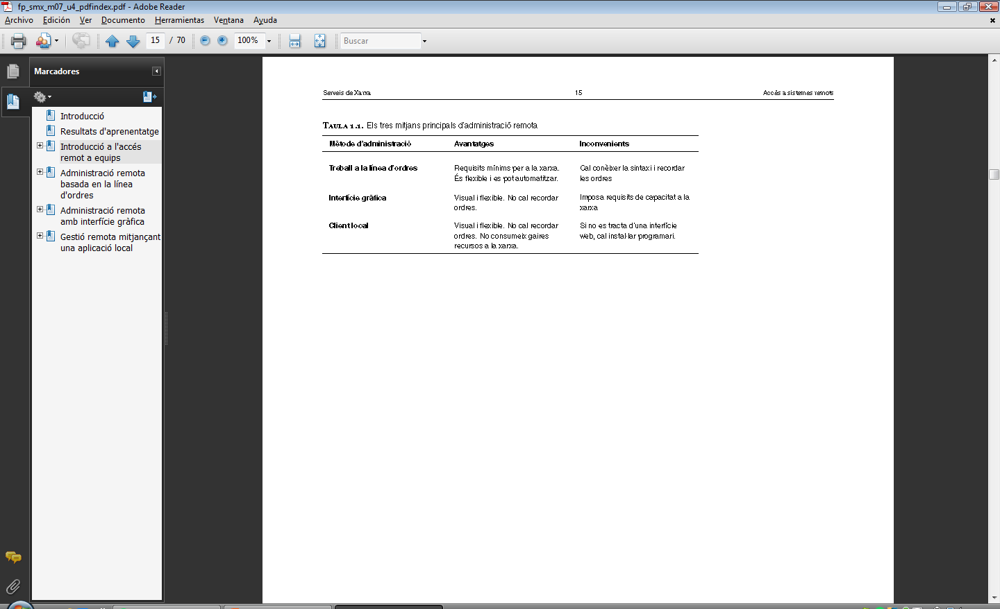 fp_smx_m07_u4_pdfindex.pdf - Adobe Reader
Archivo Edición Ver Documento Herramientas Ventana Ayuda
15 / 70 100% Buscar
Marcadores
Introducció
Resultats d'aprenentatge
Introducció a l'accés
remot a equips
Administració remota
basada en la línea
d'ordres
Administració remota
amb interfície gràfica
Gestió remota mitjançant
una aplicació local
Serveis de Xarxa 15 Accés a sistemes remots
Taula 1.1. Els tres mitjans principals d'administració remota
Mètode d'administració Avantatges Inconvenients
Treball a la línea d'ordres Requisits mínims per a la xarxa. Cal conèixer la sintaxi i recordar
És flexible i es pot automatitzar. les ordres
Interfície gràfica Visual i flexible. No cal recordar Imposa requisits de capacitat a la
ordres. xarxa
Client local Visual i flexible. No cal recordar Si no es tracta d'una interfície
ordres. No consumeix gaires web, cal instal·lar programari.
recursos a la xarxa.